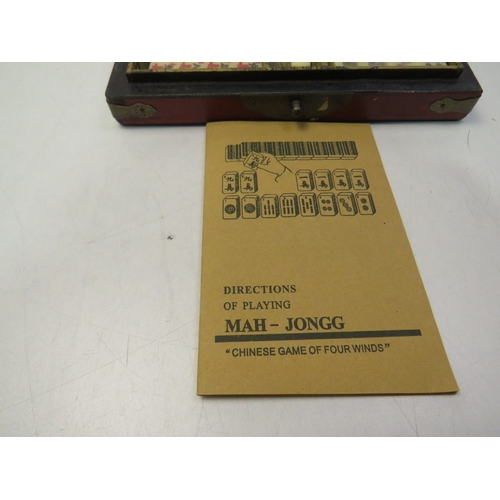 DIRECTIONS
OF PLAYING
MAH - JONGG
"CHINESE GAME OF FOUR WINDS"